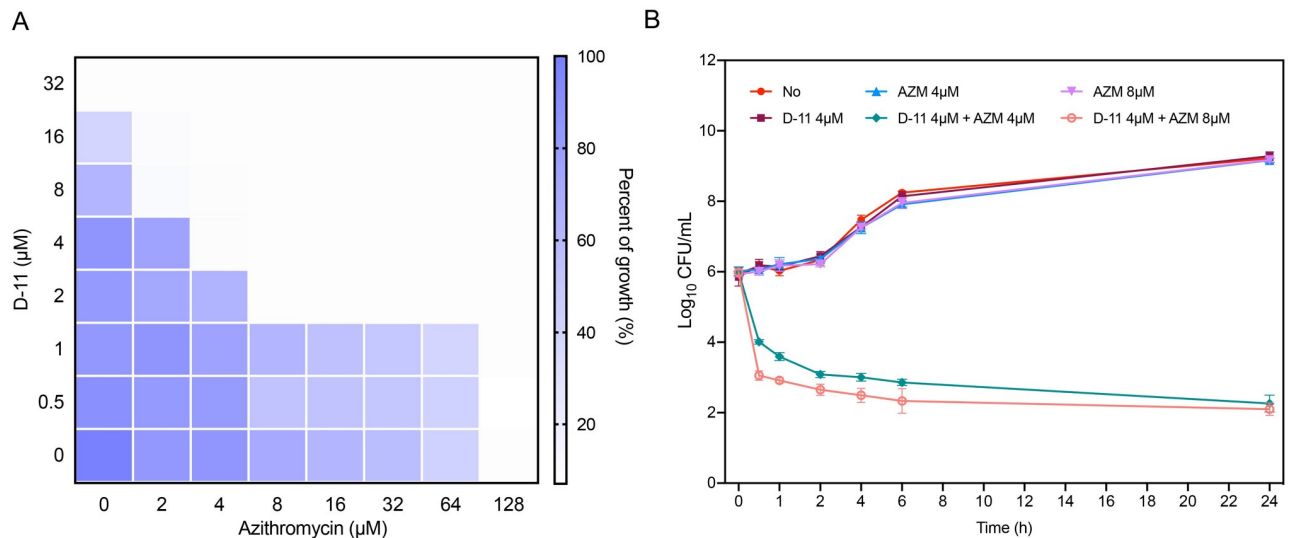 A
B
32
16
8
4
2
1
0.5
0
D-11 (µM)
0 2 4 8 16 32 64 128
Azithromycin (µM)
100
80
60
40
20
Percent of growth (%)
12
10
8
6
4
2
0
Log10 CFU/mL
No AZM 4µM AZM 8µM
D-11 4µM D-11 4µM + AZM 4µM D-11 4µM + AZM 8µM
0 1 2 4 6 8 10 12 14 16 18 20 22 24
Time (h)